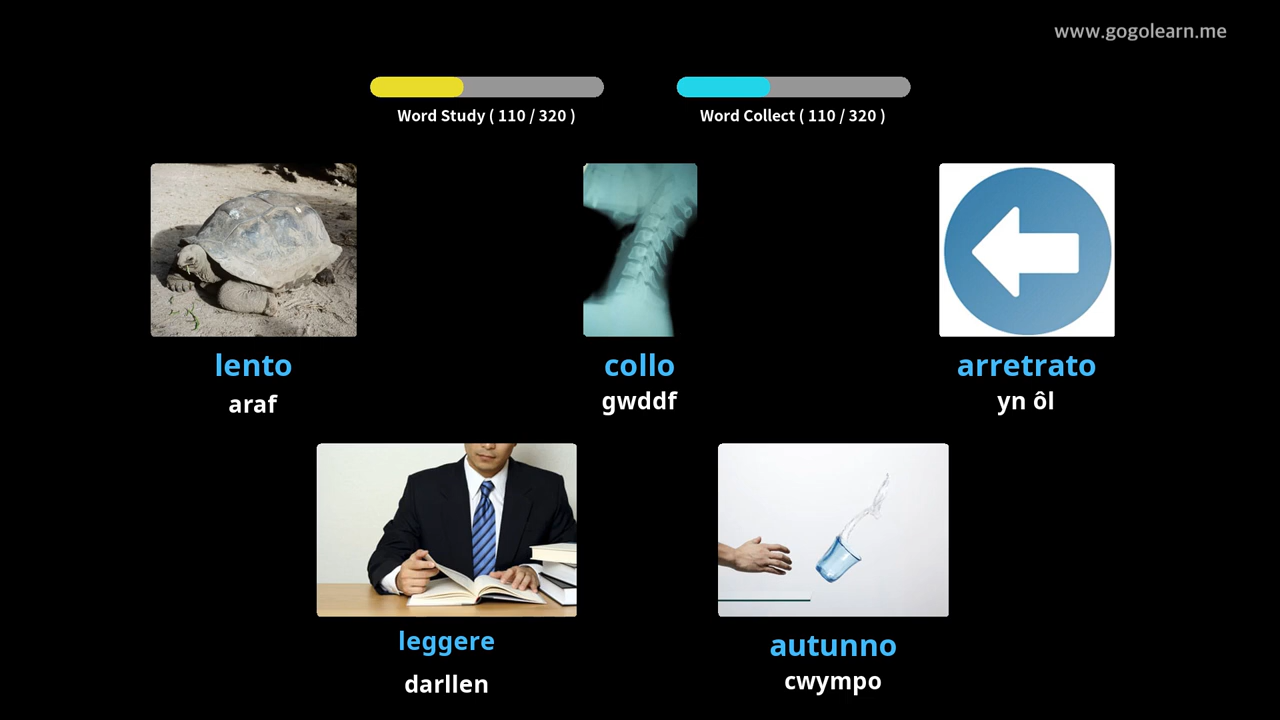 www.gogolearn.me
Word Study ( 110 / 320 )
Word Collect ( 110 / 320 )
lento
araf
collo
gwddf
arretrato
yn ôl
leggere
darllen
autunno
cwympo